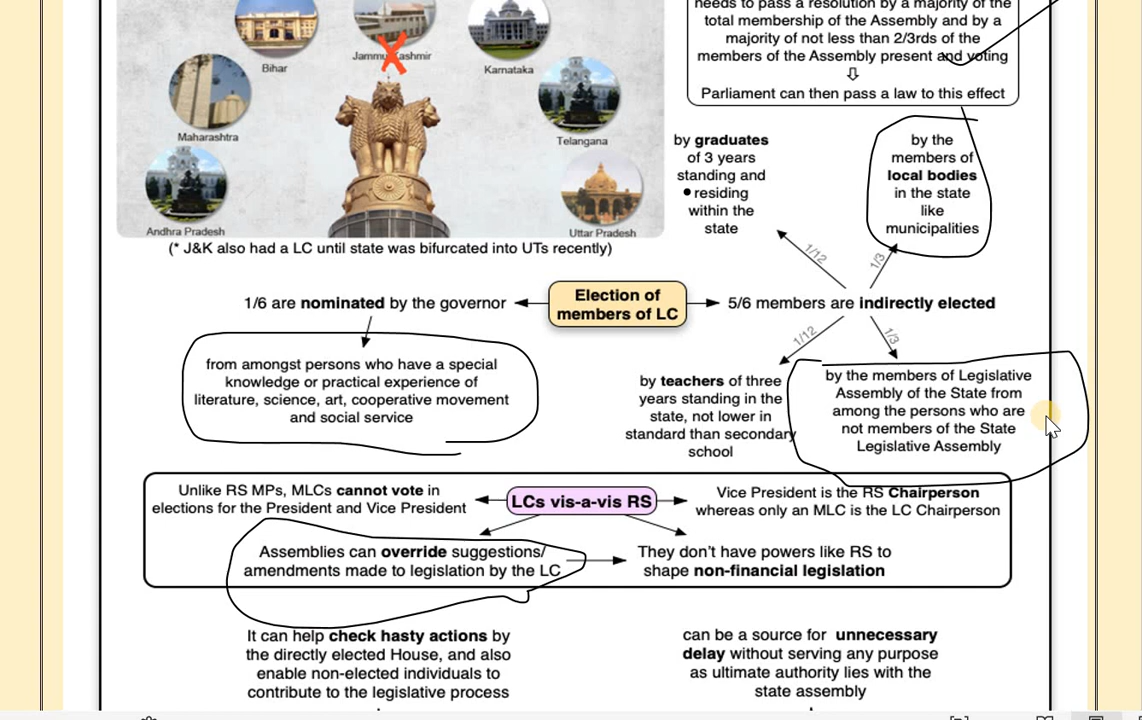 needs to pass a resolution by a majority of the
total membership of the Assembly and by a
majority of not less than 2/3rds of the
members of the Assembly present and voting
Parliament can then pass a law to this effect
Bihar
Jammu Kashmir
Karnataka
Maharashtra
Telangana
Andhra Pradesh
Uttar Pradesh
(* J&K also had a LC until state was bifurcated into UTs recently)
by graduates
of 3 years
standing and
residing
within the
state
by the
members of
local bodies
in the state
like
municipalities
1/12
1/3
1/6 are nominated by the governor
Election of
members of LC
5/6 members are indirectly elected
1/12
1/3
from amongst persons who have a special
knowledge or practical experience of
literature, science, art, cooperative movement
and social service
by teachers of three
years standing in the
state, not lower in
standard than secondary
school
by the members of Legislative
Assembly of the State from
among the persons who are
not members of the State
Legislative Assembly
Unlike RS MPs, MLCs cannot vote in
elections for the President and Vice President
LCs vis-a-vis RS
Vice President is the RS Chairperson
whereas only an MLC is the LC Chairperson
Assemblies can override suggestions/
amendments made to legislation by the LC
They don't have powers like RS to
shape non-financial legislation
It can help check hasty actions by
the directly elected House, and also
enable non-elected individuals to
contribute to the legislative process
can be a source for unnecessary
delay without serving any purpose
as ultimate authority lies with the
state assembly